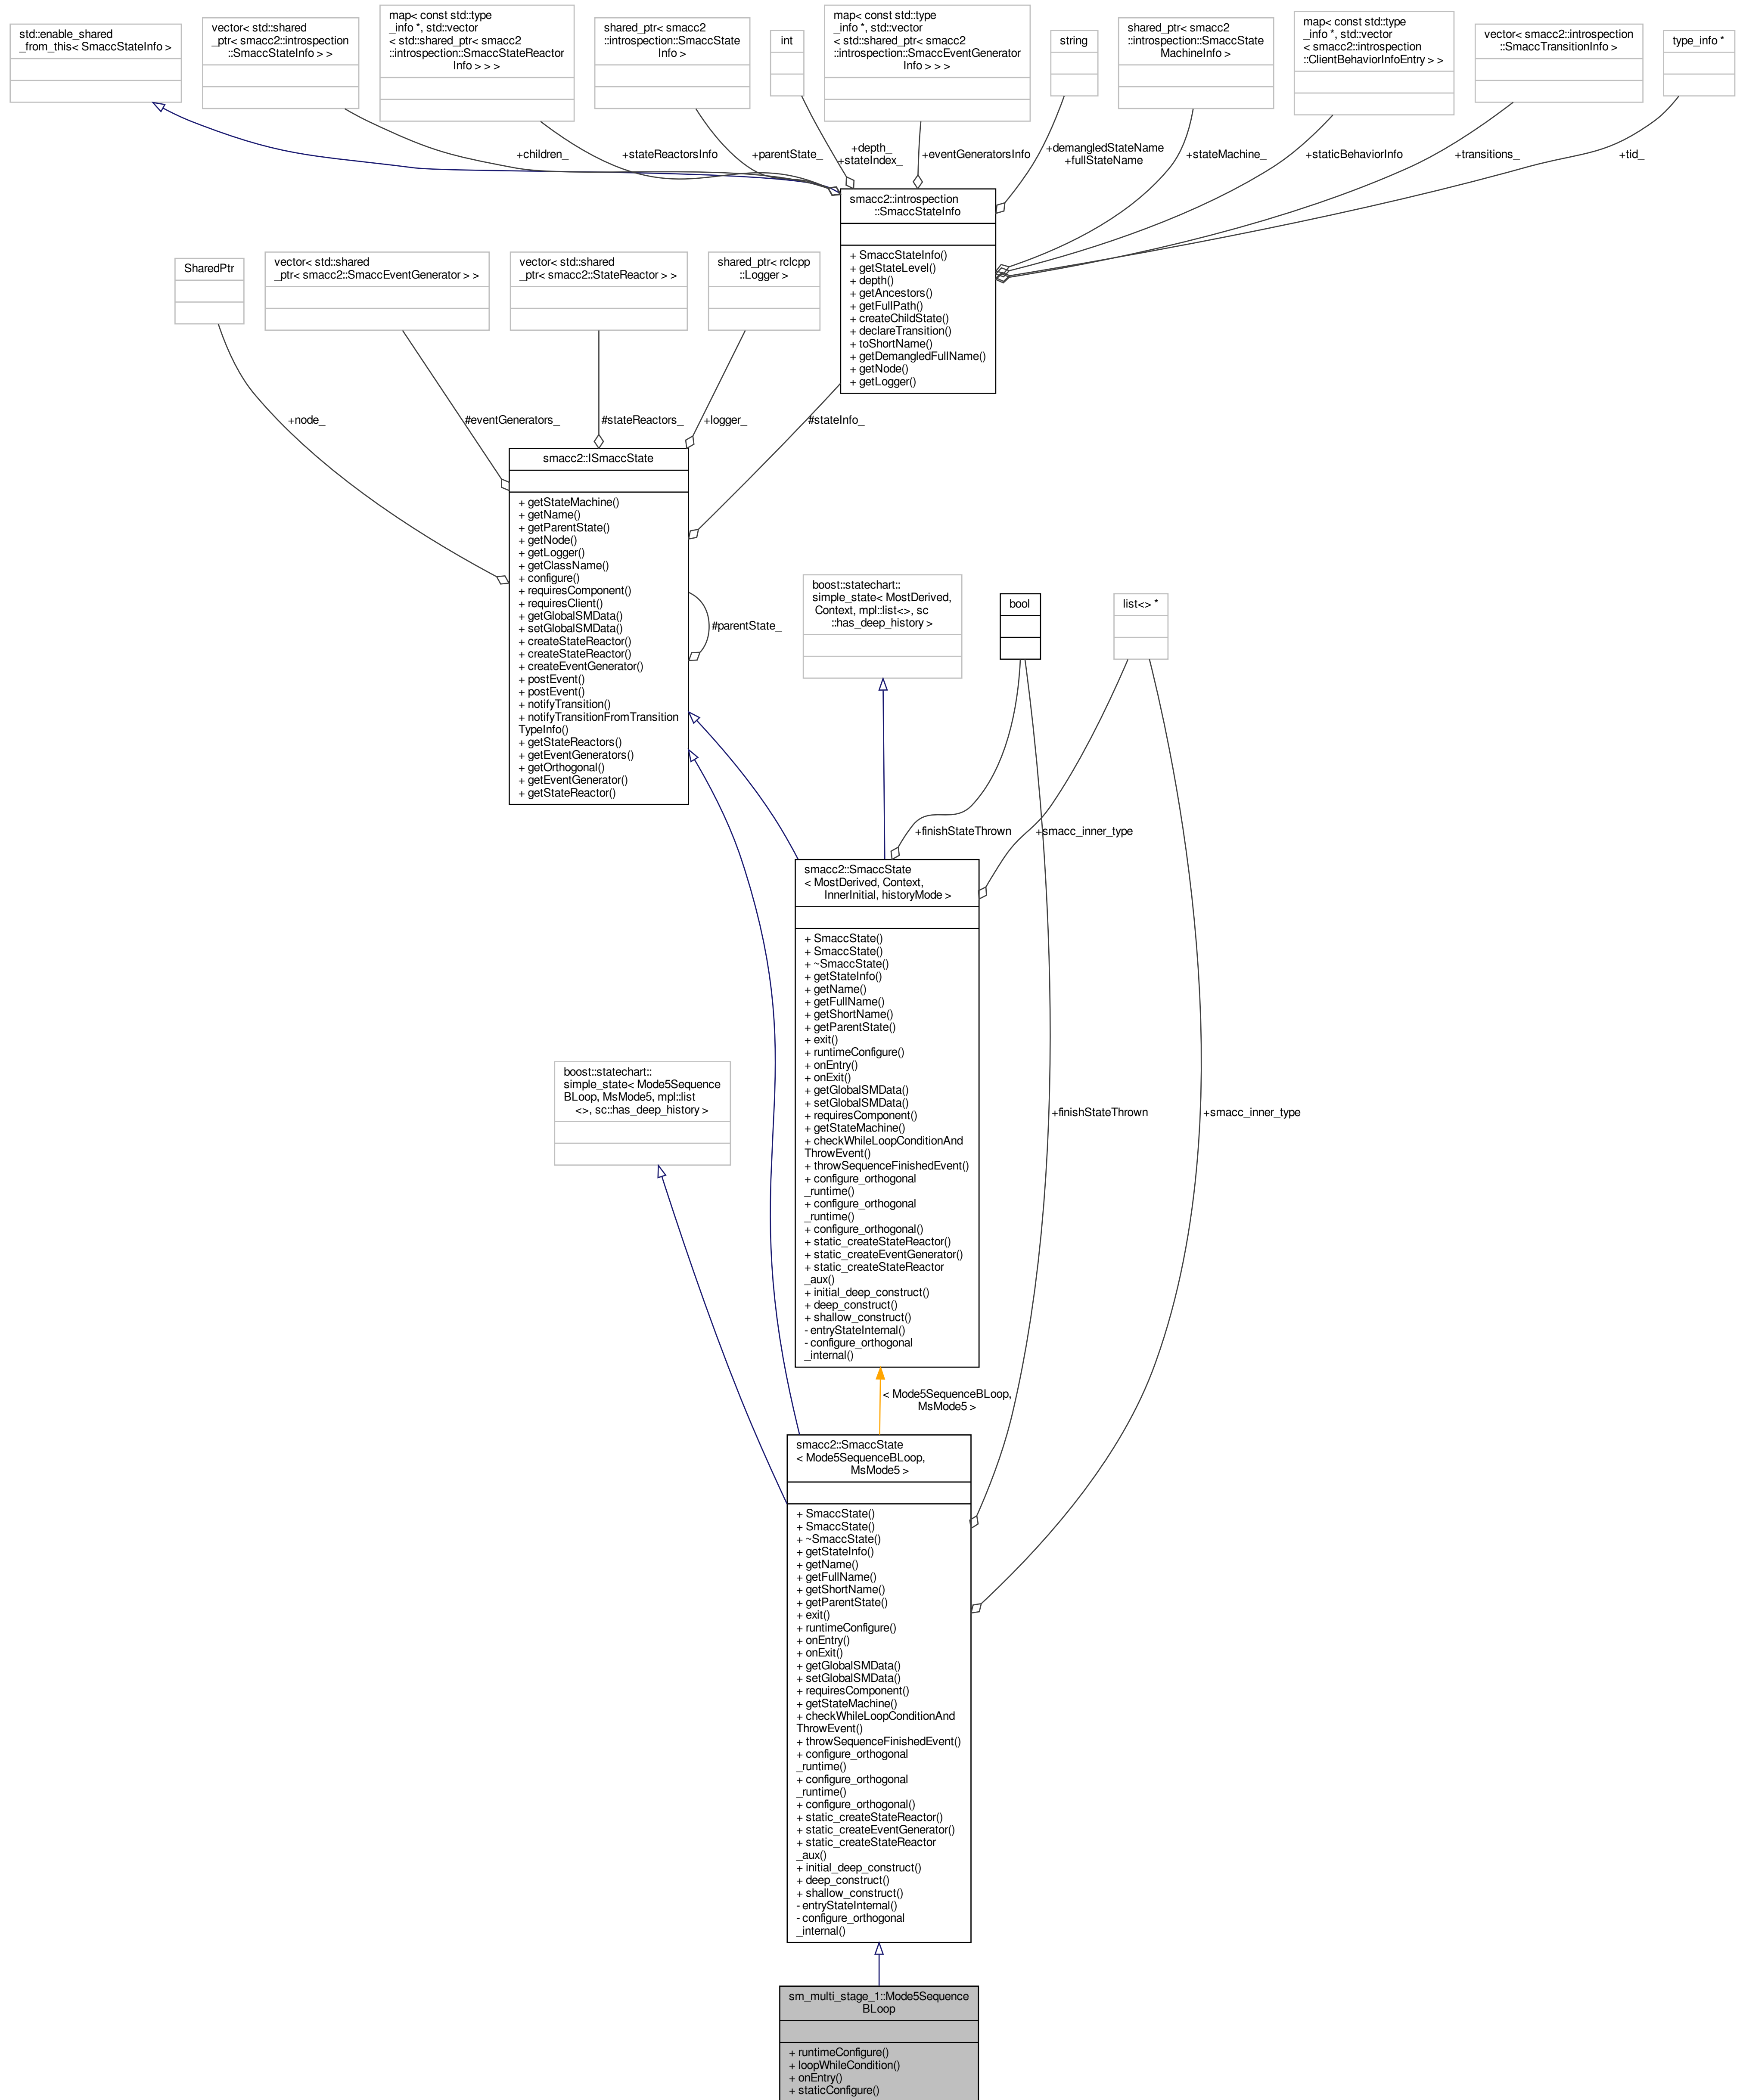 std::enable_shared
_from_this< SmaccStateInfo >
vector< std::shared
_ptr< smacc2::introspection
::SmaccStateInfo > >
map< const std::type
_info *, std::vector
< std::shared_ptr< smacc2
::introspection::SmaccStateReactor
Info > > >
shared_ptr< smacc2
::introspection::SmaccState
Info >
int
map< const std::type
_info *, std::vector
< std::shared_ptr< smacc2
::introspection::SmaccEventGenerator
Info > > >
string
shared_ptr< smacc2
::introspection::SmaccState
MachineInfo >
map< const std::type
_info *, std::vector
< smacc2::introspection
::ClientBehaviorInfoEntry > >
vector< smacc2::introspection
::SmaccTransitionInfo >
type_info *
+children_
+stateReactorsInfo
+parentState_
+depth_
+stateIndex_
+eventGeneratorsInfo
+demangledStateName
+fullStateName
+stateMachine_
+staticBehaviorInfo
+transitions_
+tid_
smacc2::introspection
::SmaccStateInfo
+ SmaccStateInfo()
+ getStateLevel()
+ depth()
+ getAncestors()
+ getFullPath()
+ createChildState()
+ declareTransition()
+ toShortName()
+ getDemangledFullName()
+ getNode()
+ getLogger()
SharedPtr
vector< std::shared
_ptr< smacc2::SmaccEventGenerator > >
vector< std::shared
_ptr< smacc2::StateReactor > >
shared_ptr< rclcpp
::Logger >
+node_
#eventGenerators_
#stateReactors_
+logger_
#stateInfo_
smacc2::ISmaccState
+ getStateMachine()
+ getName()
+ getParentState()
+ getNode()
+ getLogger()
+ getClassName()
+ configure()
+ requiresComponent()
+ requiresClient()
+ getGlobalSMData()
+ setGlobalSMData()
+ createStateReactor()
+ createStateReactor()
+ createEventGenerator()
+ postEvent()
+ postEvent()
+ notifyTransition()
+ notifyTransitionFromTransition
TypeInfo()
+ getStateReactors()
+ getEventGenerators()
+ getOrthogonal()
+ getEventGenerator()
+ getStateReactor()
#parentState_
boost::statechart::
simple_state< MostDerived,
Context, mpl::list<>, sc
::has_deep_history >
bool
list<> *
+finishStateThrown
+smacc_inner_type
smacc2::SmaccState
< MostDerived, Context,
InnerInitial, historyMode >
+ SmaccState()
+ SmaccState()
+ ~SmaccState()
+ getStateInfo()
+ getName()
+ getFullName()
+ getShortName()
+ getParentState()
+ exit()
+ runtimeConfigure()
+ onEntry()
+ onExit()
+ getGlobalSMData()
+ setGlobalSMData()
+ requiresComponent()
+ getStateMachine()
+ checkWhileLoopConditionAnd
ThrowEvent()
+ throwSequenceFinishedEvent()
+ configure_orthogonal
_runtime()
+ configure_orthogonal
_runtime()
+ configure_orthogonal()
+ static_createStateReactor()
+ static_createEventGenerator()
+ static_createStateReactor
_aux()
+ initial_deep_construct()
+ deep_construct()
+ shallow_construct()
- entryStateInternal()
- configure_orthogonal
_internal()
boost::statechart::
simple_state< Mode5Sequence
BLoop, MsMode5, mpl::list
<>, sc::has_deep_history >
+finishStateThrown
+smacc_inner_type
< Mode5SequenceBLoop,
MsMode5 >
smacc2::SmaccState
< Mode5SequenceBLoop,
MsMode5 >
+ SmaccState()
+ SmaccState()
+ ~SmaccState()
+ getStateInfo()
+ getName()
+ getFullName()
+ getShortName()
+ getParentState()
+ exit()
+ runtimeConfigure()
+ onEntry()
+ onExit()
+ getGlobalSMData()
+ setGlobalSMData()
+ requiresComponent()
+ getStateMachine()
+ checkWhileLoopConditionAnd
ThrowEvent()
+ throwSequenceFinishedEvent()
+ configure_orthogonal
_runtime()
+ configure_orthogonal
_runtime()
+ configure_orthogonal()
+ static_createStateReactor()
+ static_createEventGenerator()
+ static_createStateReactor
_aux()
+ initial_deep_construct()
+ deep_construct()
+ shallow_construct()
- entryStateInternal()
- configure_orthogonal
_internal()
sm_multi_stage_1::Mode5Sequence
BLoop
+ runtimeConfigure()
+ loopWhileCondition()
+ onEntry()
+ staticConfigure()